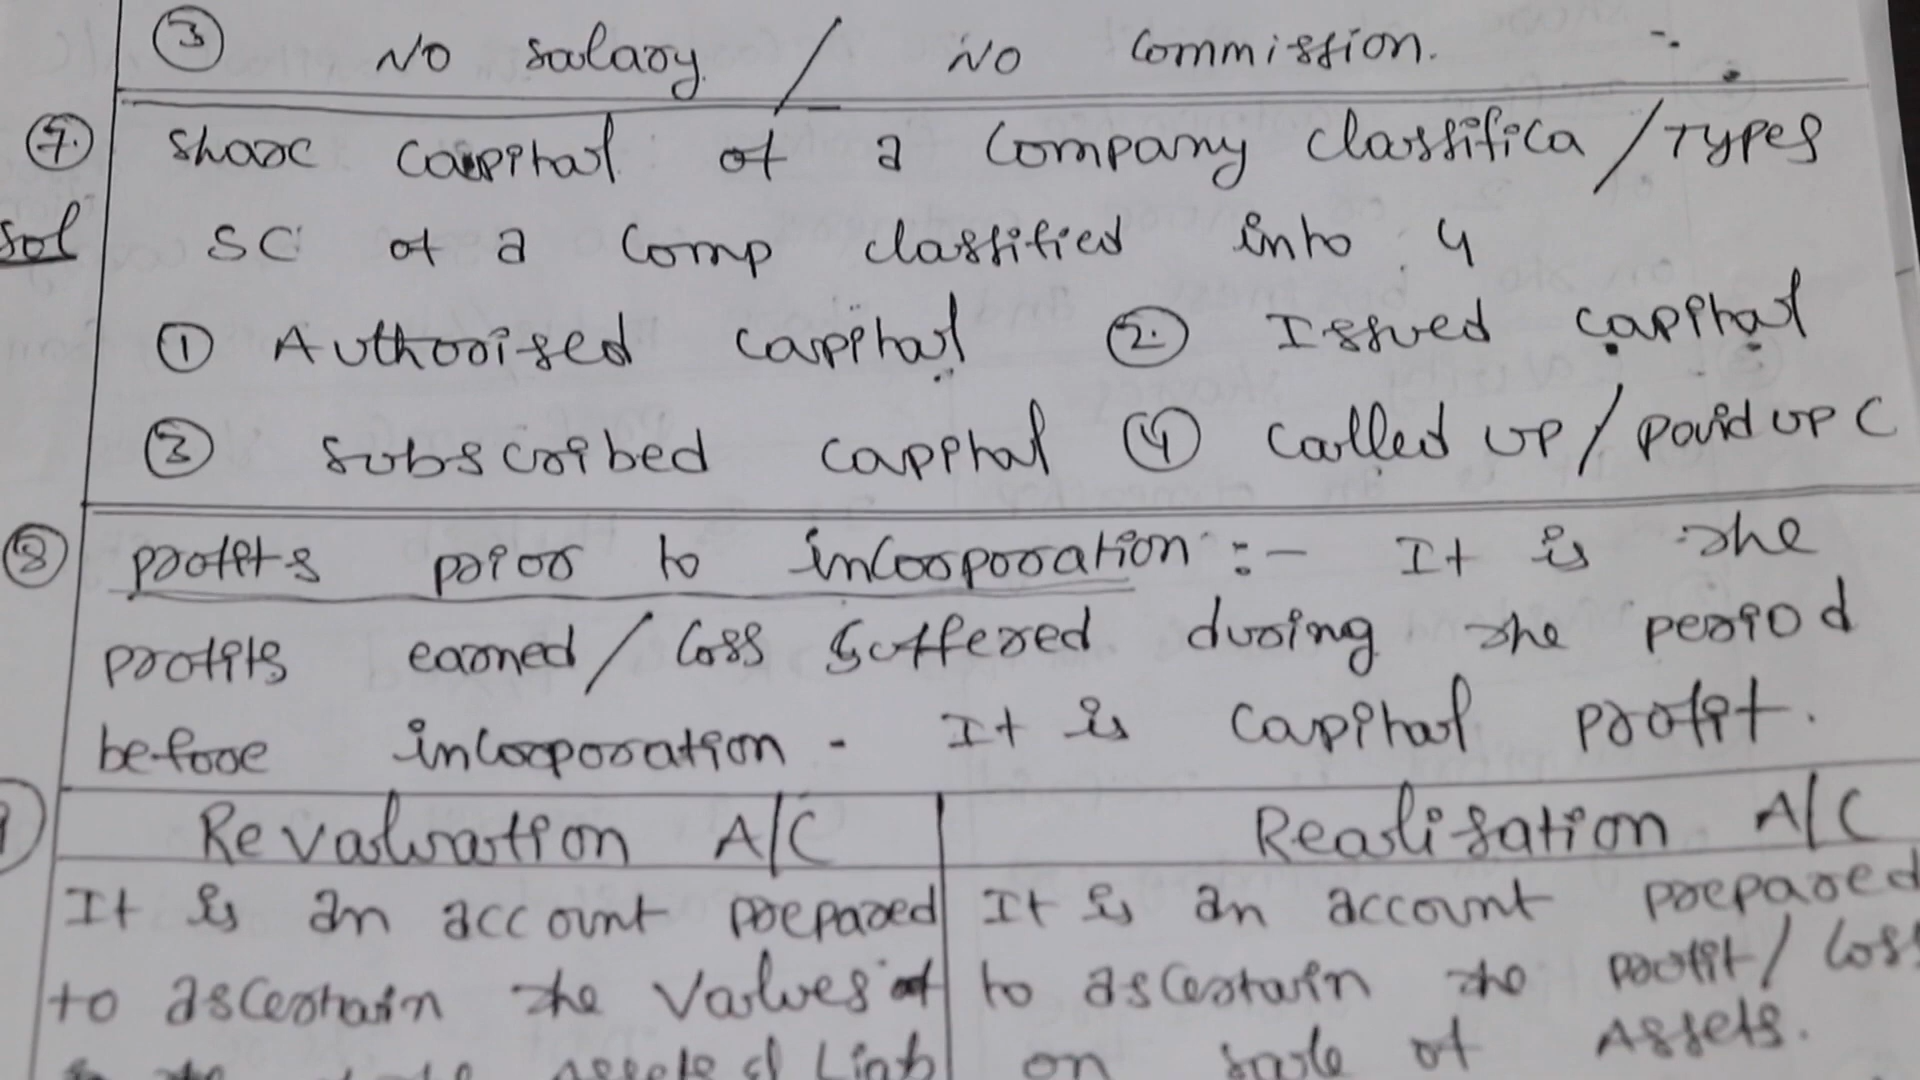 ③ No salary / No Commission.
⑦. Share capital of a Company classifica / Types
Sol SC of a Comp classified into 4
① Authorised capital ②. Issued capital
③ Subscribed capital ④ Called up / Paid up C
⑧ profits prior to incorporation :- It is the
profits earned / loss suffered during the period
before incorporation - It is capital profit.
Revaluation A/C Realisation A/C
It is an account prepared It is an account prepared
to ascertain the values of to ascertain the profit / loss
Assets & Liab on sale of Assets.